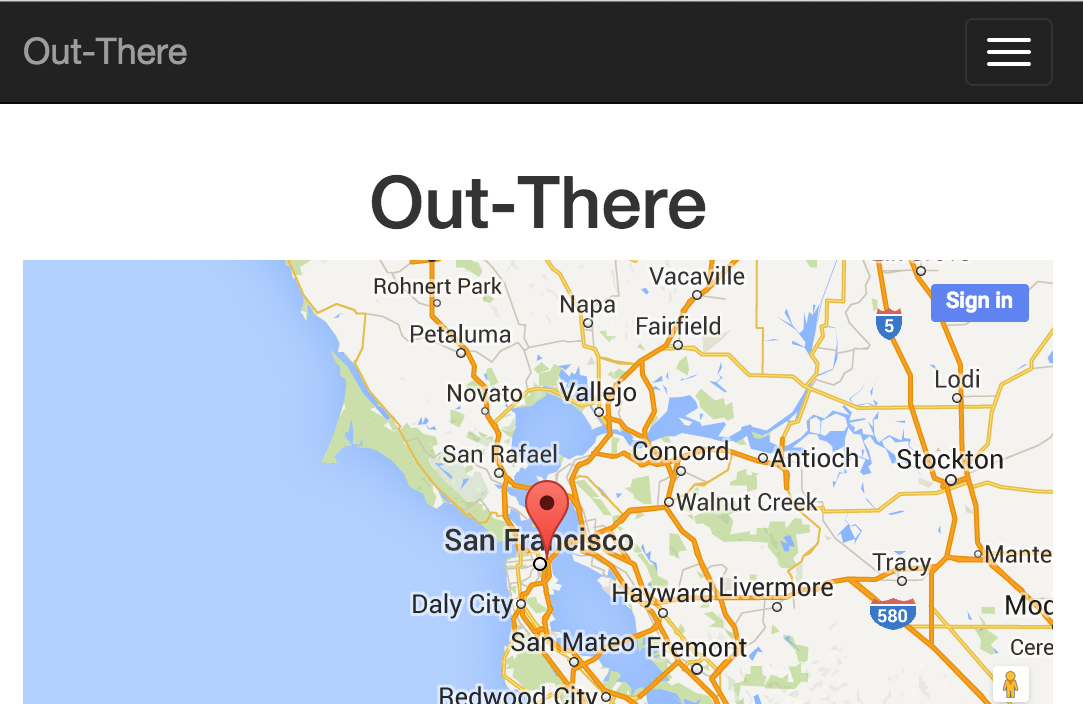 Out-There
Out-There
Rohnert Park
Vacaville
Napa
Sign in
Petaluma
Fairfield
5
Novato
Vallejo
Lodi
San Rafael
Concord
Antioch
Stockton
Walnut Creek
San Francisco
Tracy
Mante
Hayward
Livermore
Daly City
580
Moc
San Mateo
Fremont
Cere
Redwood City